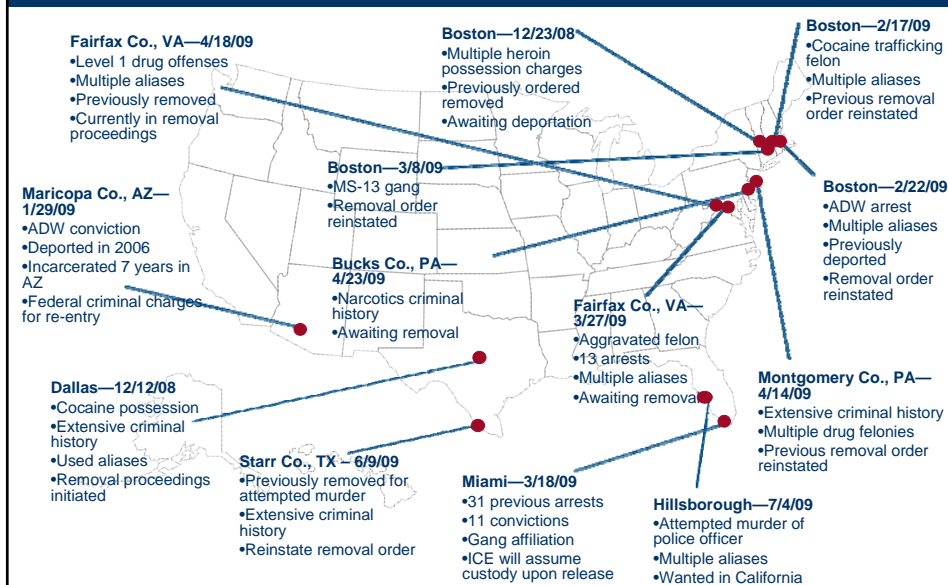 Fairfax Co., VA—4/18/09
•Level 1 drug offenses
•Multiple aliases
•Previously removed
•Currently in removal
proceedings
Boston—12/23/08
•Multiple heroin
possession charges
•Previously ordered
removed
•Awaiting deportation
Boston—2/17/09
•Cocaine trafficking
felon
•Multiple aliases
•Previous removal
order reinstated
Boston—3/8/09
•MS-13 gang
•Removal order
reinstated
Boston—2/22/09
•ADW arrest
•Multiple aliases
•Previously
deported
•Removal order
reinstated
Maricopa Co., AZ—
1/29/09
•ADW conviction
•Deported in 2006
•Incarcerated 7 years in
AZ
•Federal criminal charges
for re-entry
Bucks Co., PA—
4/23/09
•Narcotics criminal
history
•Awaiting removal
Fairfax Co., VA—
3/27/09
•Aggravated felon
•13 arrests
•Multiple aliases
•Awaiting removal
Montgomery Co., PA—
4/14/09
•Extensive criminal history
•Multiple drug felonies
•Previous removal order
reinstated
Dallas—12/12/08
•Cocaine possession
•Extensive criminal
history
•Used aliases
•Removal proceedings
initiated
Starr Co., TX – 6/9/09
•Previously removed for
attempted murder
•Extensive criminal
history
•Reinstate removal order
Miami—3/18/09
•31 previous arrests
•11 convictions
•Gang affiliation
•ICE will assume
custody upon release
Hillsborough—7/4/09
•Attempted murder of
police officer
•Multiple aliases
•Wanted in California